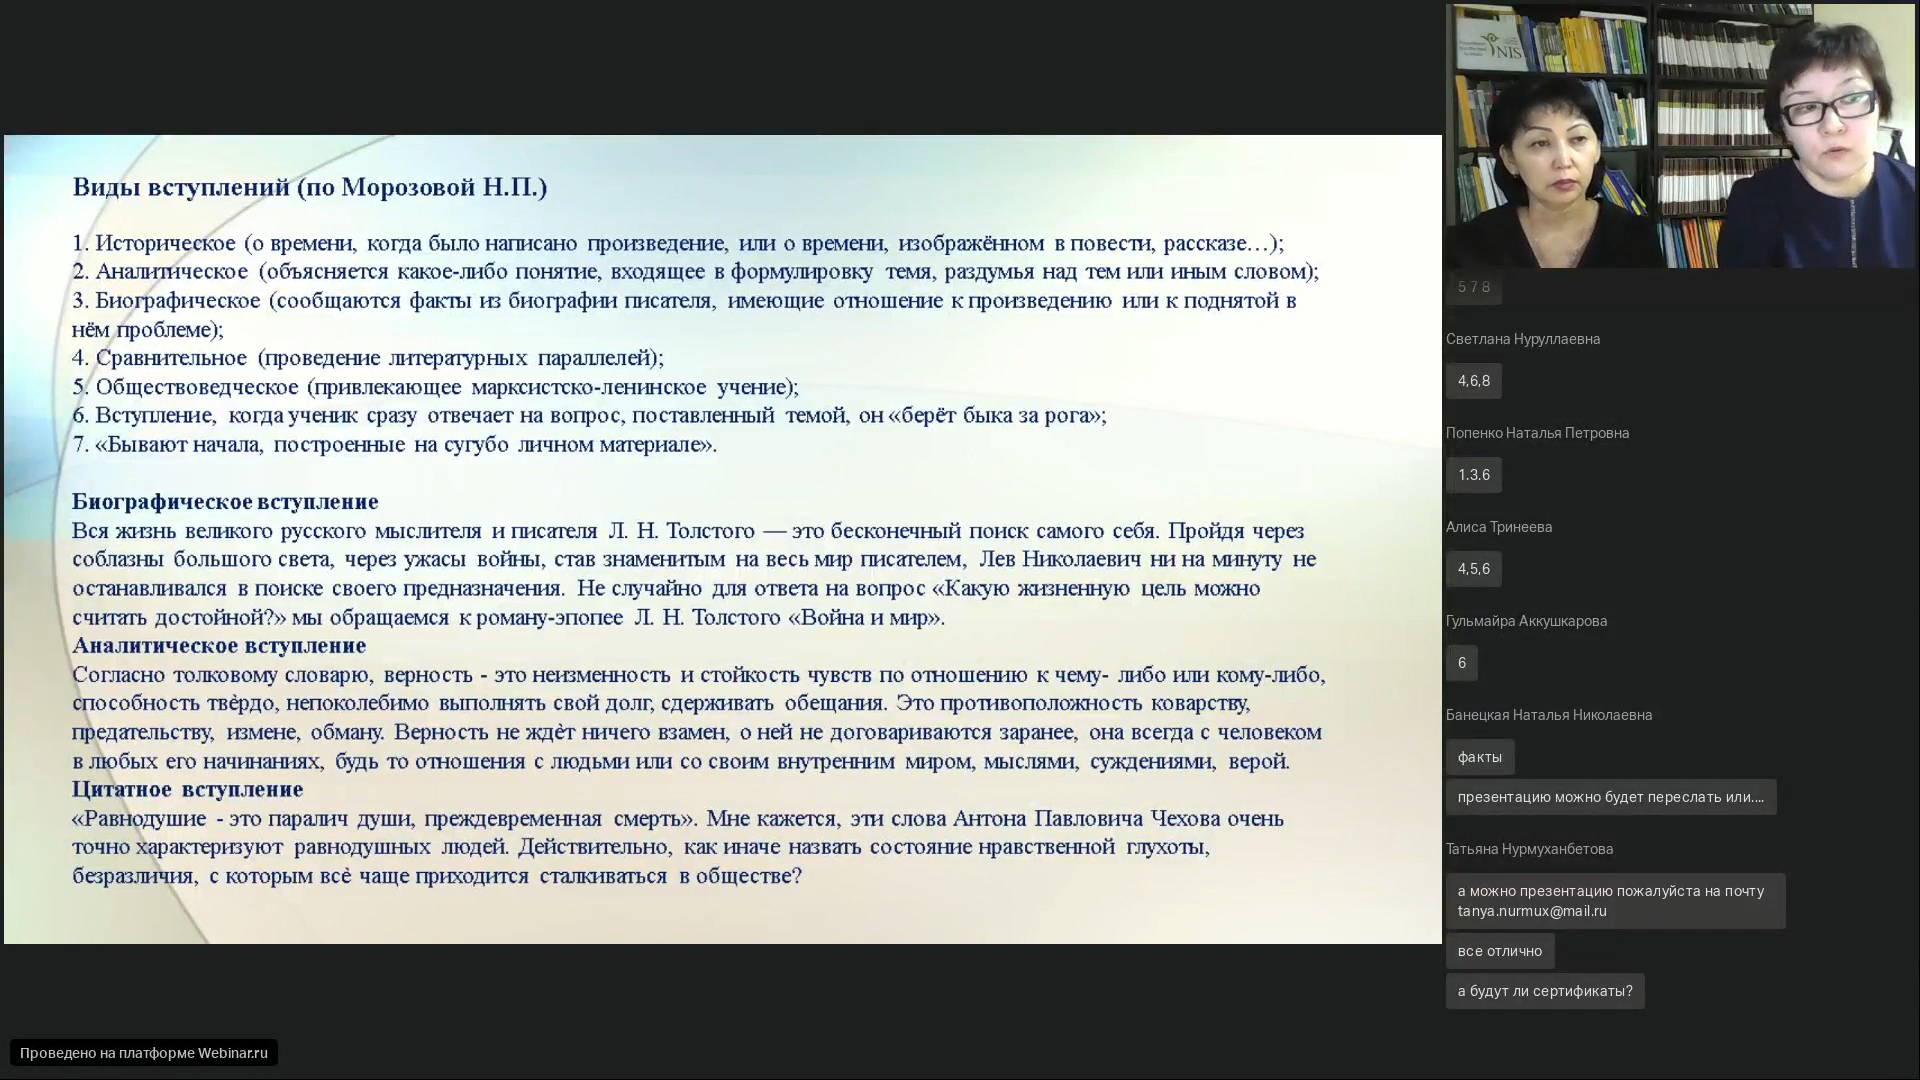 Виды вступлений (по Морозовой Н.П.)
1. Историческое (о времени, когда было написано произведение, или о времени, изображённом в повести, рассказе…);
2. Аналитическое (объясняется какое-либо понятие, входящее в формулировку темя, раздумья над тем или иным словом);
3. Биографическое (сообщаются факты из биографии писателя, имеющие отношение к произведению или к поднятой в
нём проблеме);
4. Сравнительное (проведение литературных параллелей);
5. Обществоведческое (привлекающее марксистско-ленинское учение);
6. Вступление, когда ученик сразу отвечает на вопрос, поставленный темой, он «берёт быка за рога»;
7. «Бывают начала, построенные на сугубо личном материале».
Биографическое вступление
Вся жизнь великого русского мыслителя и писателя Л. Н. Толстого — это бесконечный поиск самого себя. Пройдя через
соблазны большого света, через ужасы войны, став знаменитым на весь мир писателем, Лев Николаевич ни на минуту не
останавливался в поиске своего предназначения. Не случайно для ответа на вопрос «Какую жизненную цель можно
считать достойной?» мы обращаемся к роману-эпопее Л. Н. Толстого «Война и мир».
Аналитическое вступление
Согласно толковому словарю, верность - это неизменность и стойкость чувств по отношению к чему- либо или кому-либо,
способность твѐрдо, непоколебимо выполнять свой долг, сдерживать обещания. Это противоположность коварству,
предательству, измене, обману. Верность не ждѐт ничего взамен, о ней не договариваются заранее, она всегда с человеком
в любых его начинаниях, будь то отношения с людьми или со своим внутренним миром, мыслями, суждениями, верой.
Цитатное вступление
«Равнодушие - это паралич души, преждевременная смерть». Мне кажется, эти слова Антона Павловича Чехова очень
точно характеризуют равнодушных людей. Действительно, как иначе назвать состояние нравственной глухоты,
безразличия, с которым всѐ чаще приходится сталкиваться в обществе?
NIS
5 7 8
Светлана Нуруллаевна
4,6,8
Попенко Наталья Петровна
1.3.6
Алиса Тринеева
4,5,6
Гульмайра Аккушкарова
6
Банецкая Наталья Николаевна
факты
презентацию можно будет переслать или....
Татьяна Нурмуханбетова
а можно презентацию пожалуйста на почту
tanya.nurmux@mail.ru
все отлично
а будут ли сертификаты?
Проведено на платформе Webinar.ru